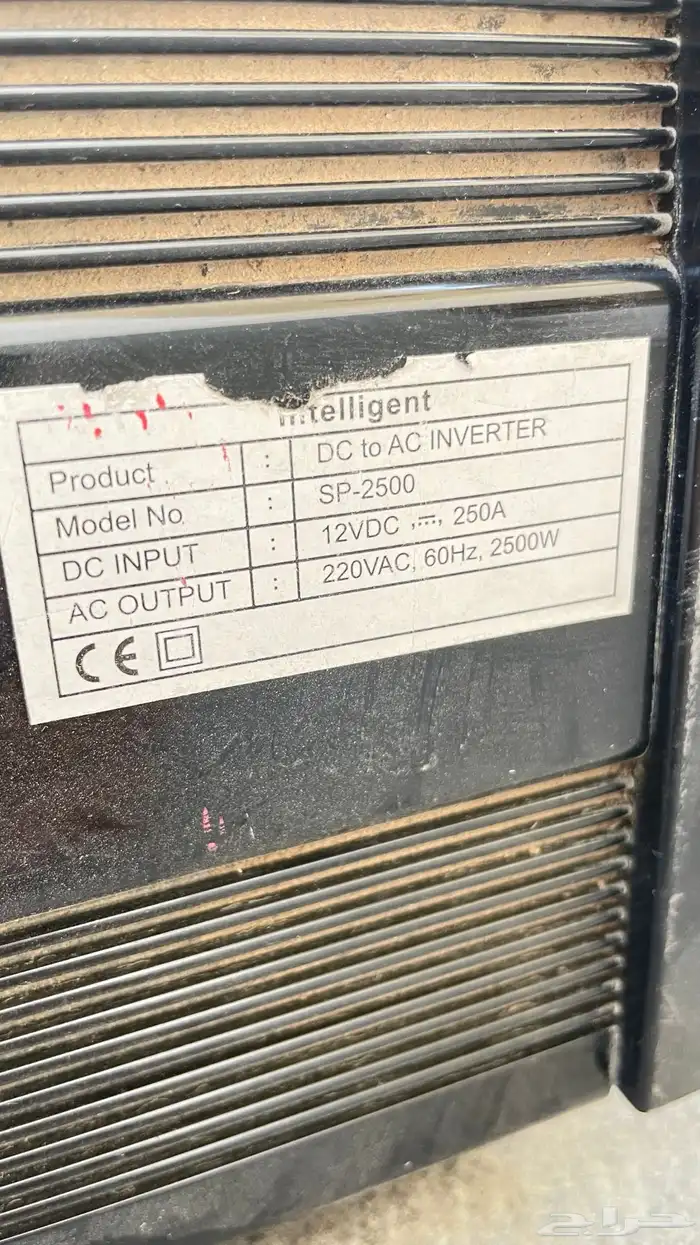 Intelligent
Product : DC to AC INVERTER
Model No : SP-2500
DC INPUT : 12VDC ,⎓, 250A
AC OUTPUT : 220VAC, 60Hz, 2500W
CE
حراج